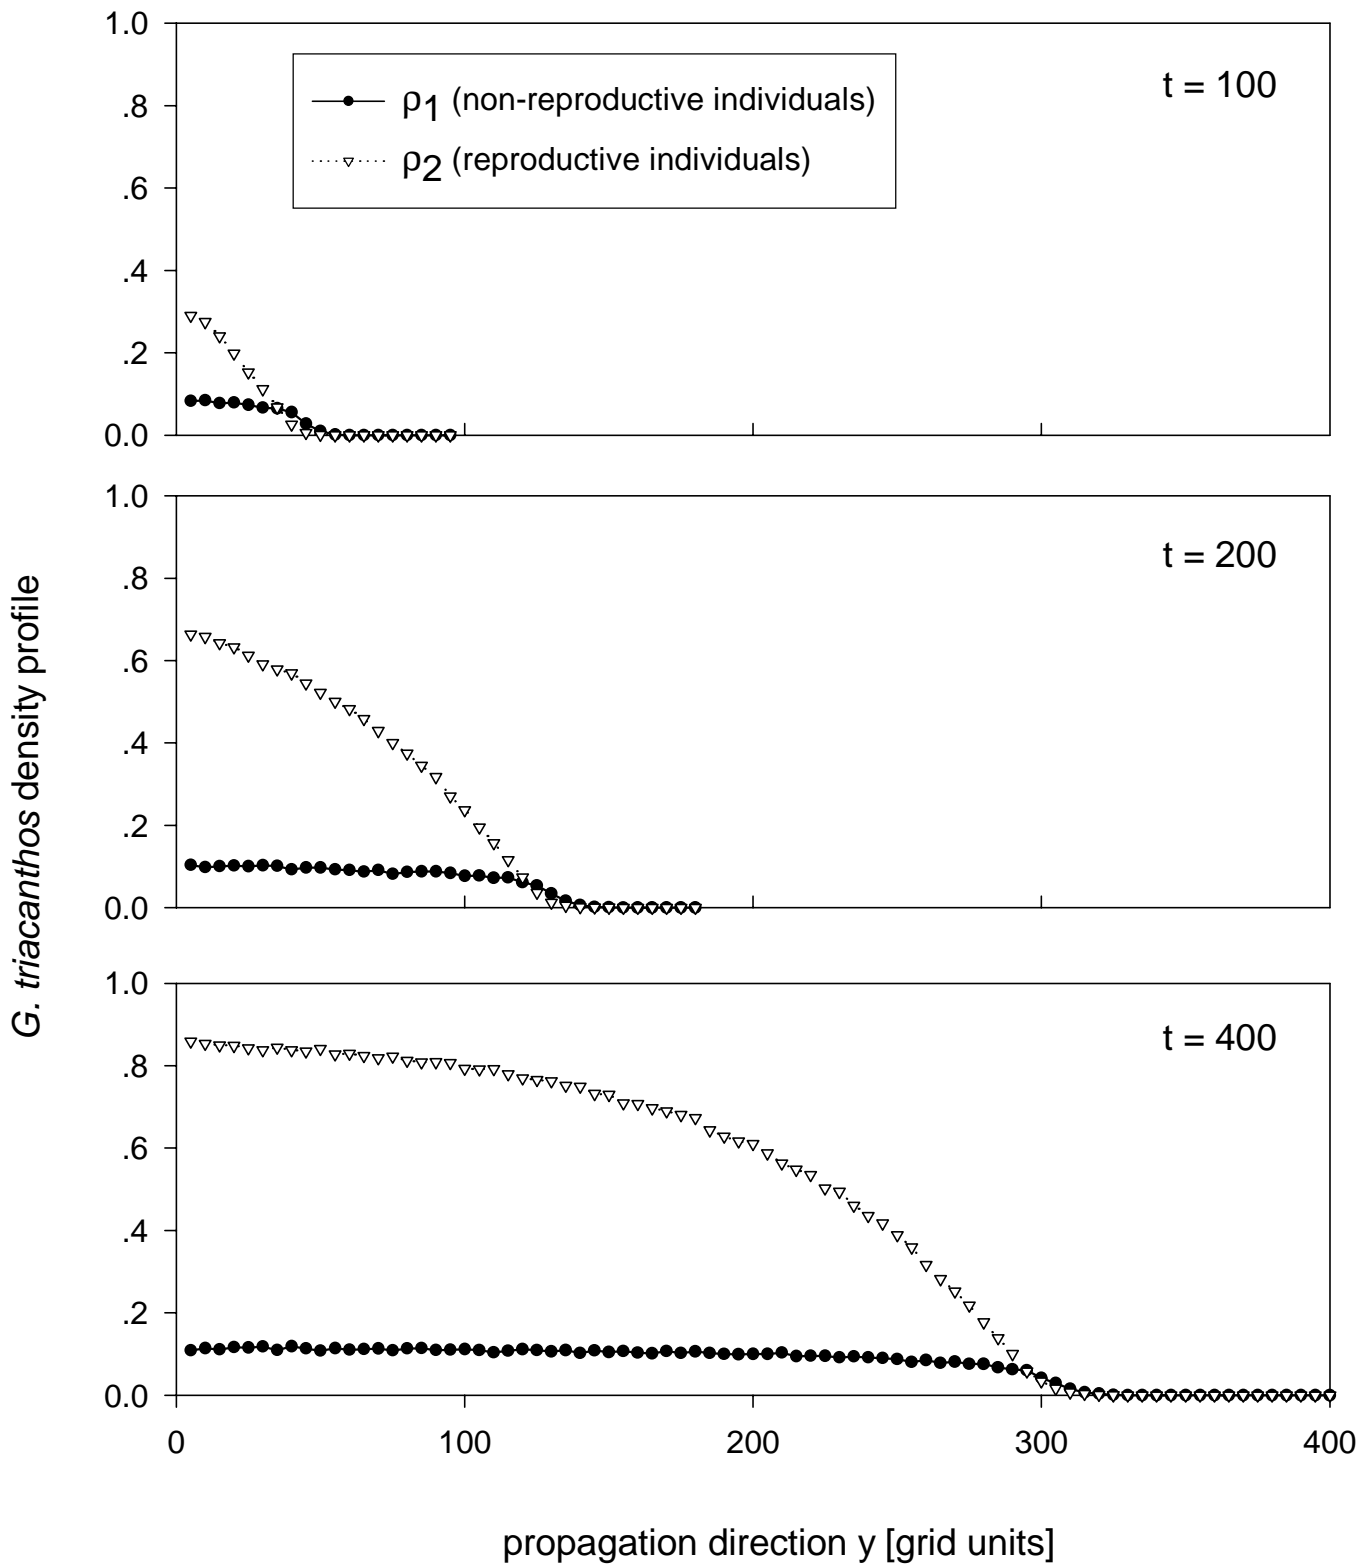 1.0
.8
.6
.4
.2
0.0
ρ1 (non-reproductive individuals)
ρ2 (reproductive individuals)
t = 100
1.0
.8
.6
.4
.2
0.0
t = 200
1.0
.8
.6
.4
.2
0.0
t = 400
0 100 200 300 400
G. triacanthos density profile
propagation direction y [grid units]